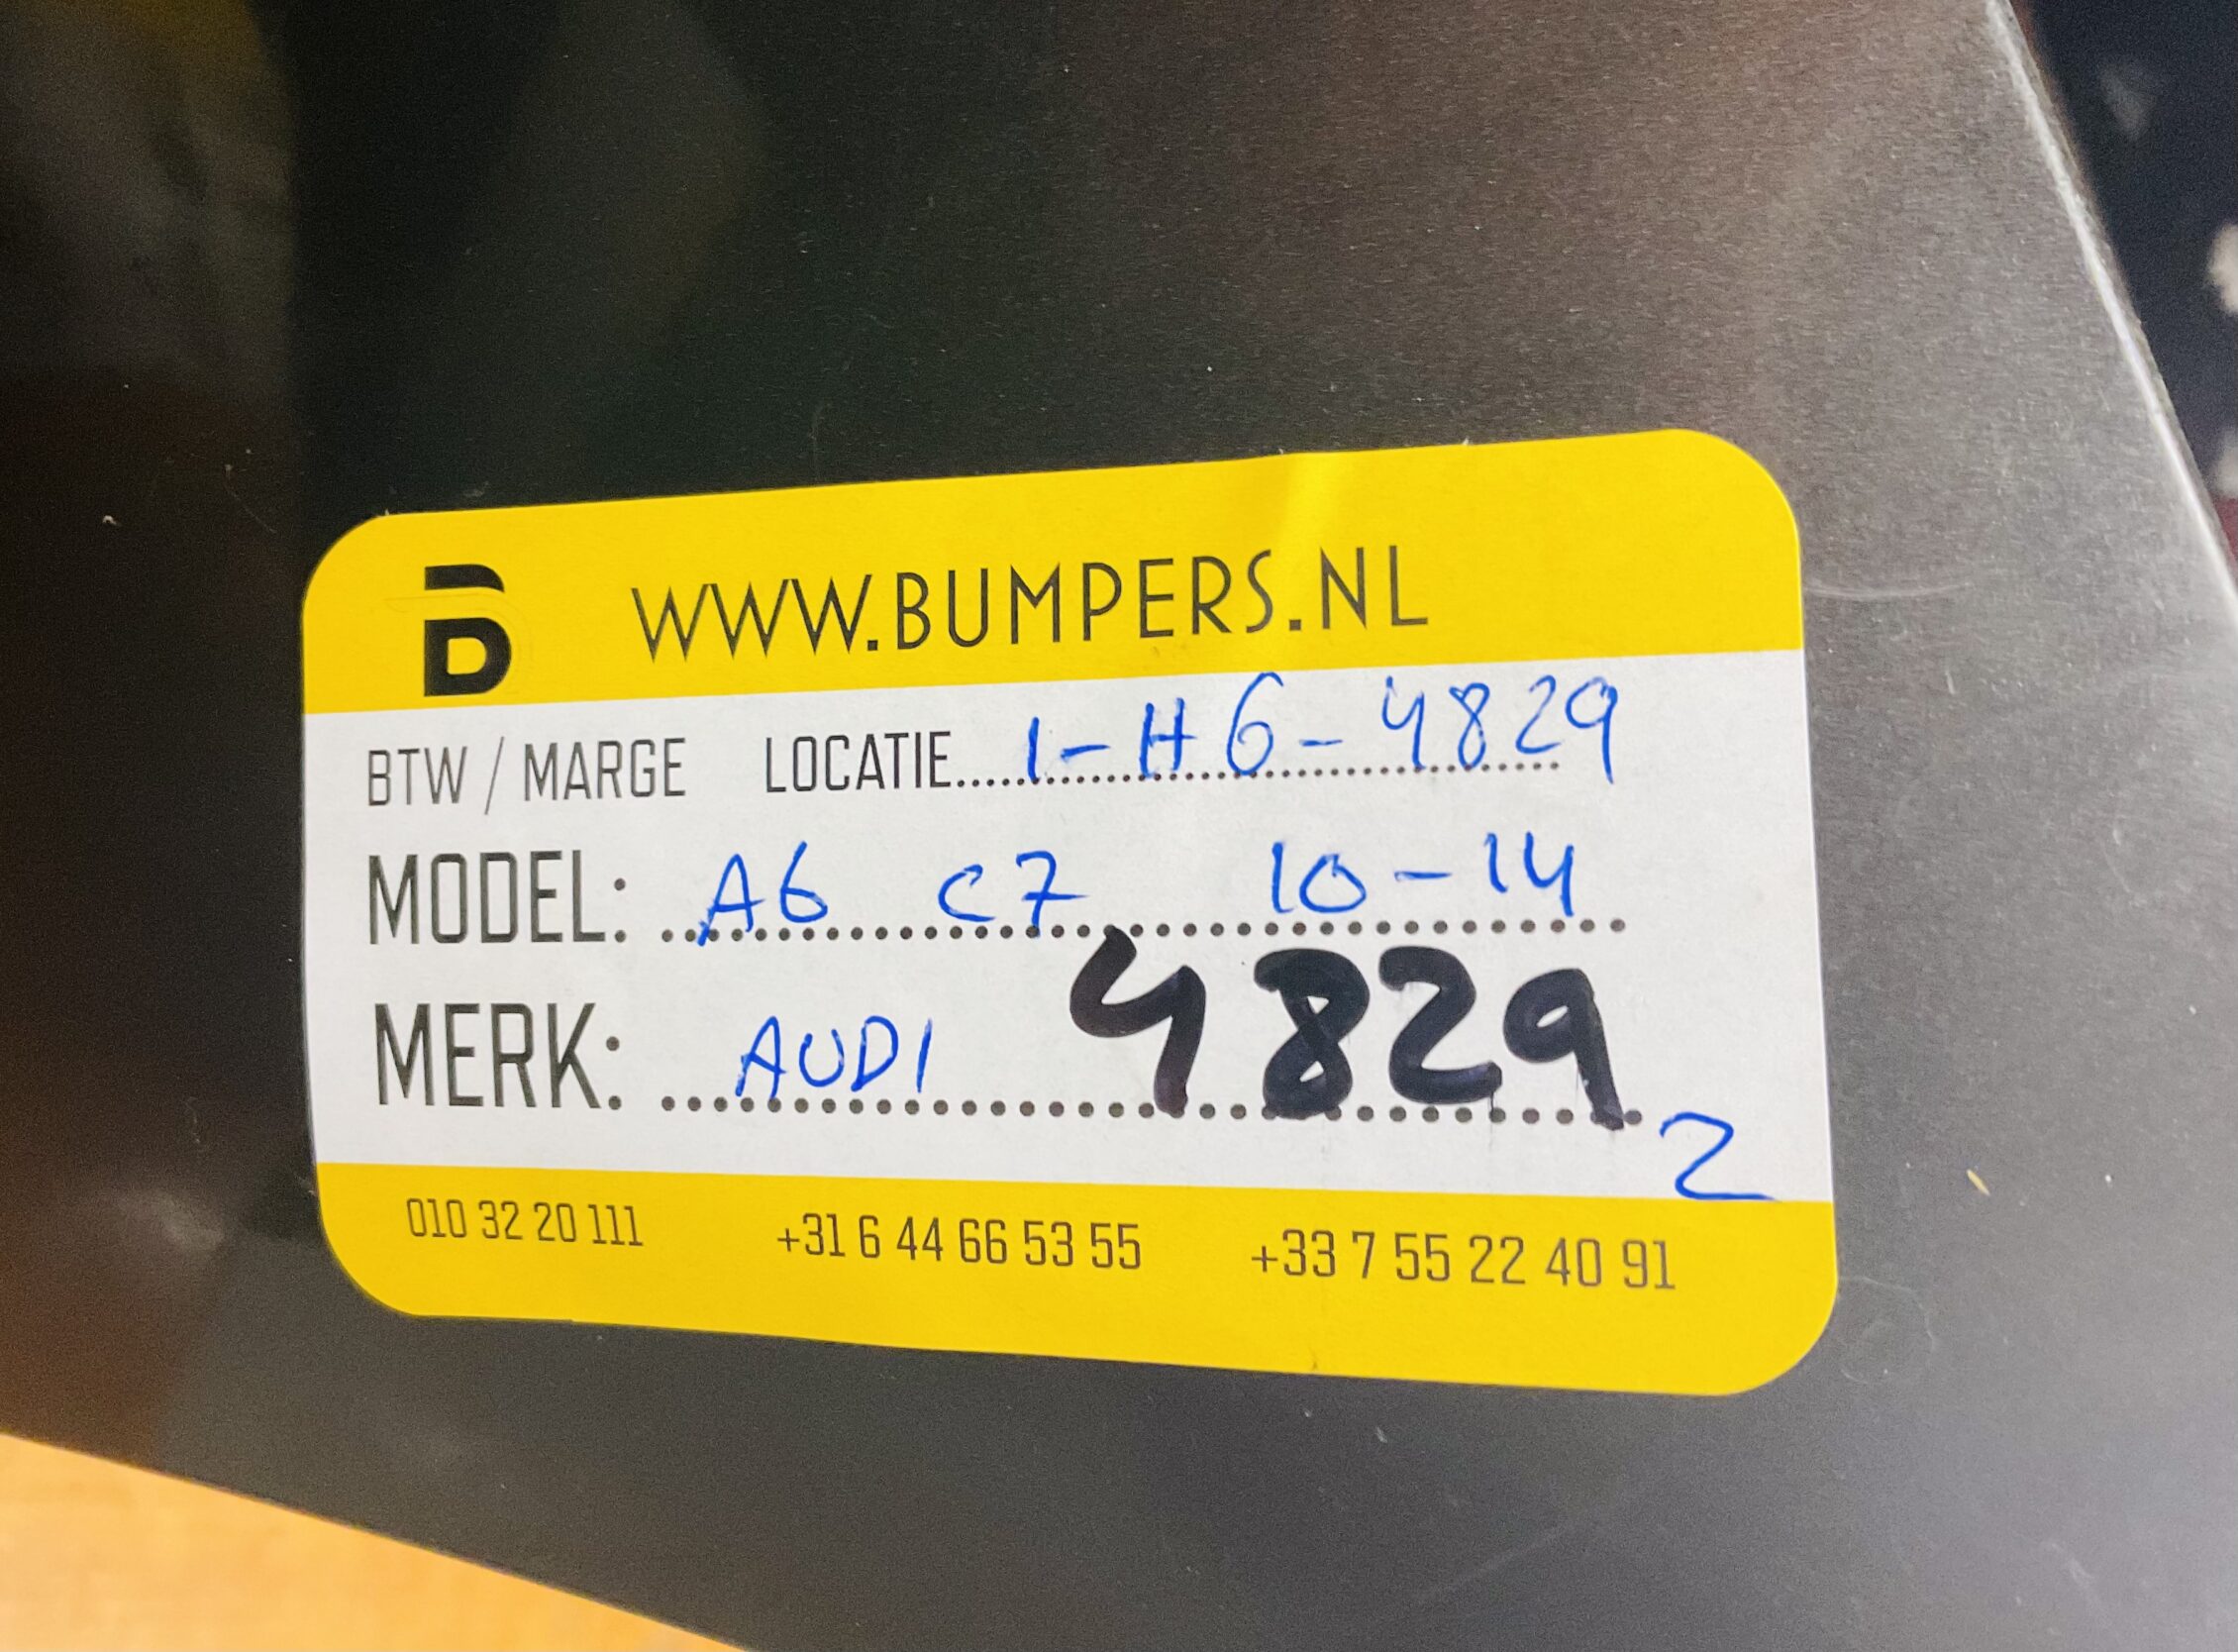 B WWW.BUMPERS.NL
BTW / MARGE LOCATIE.....1-H6-4829
MODEL: A6 C7 10-14
MERK: AUDI 4829
2
010 32 20 111 +31 6 44 66 53 55 +33 7 55 22 40 91